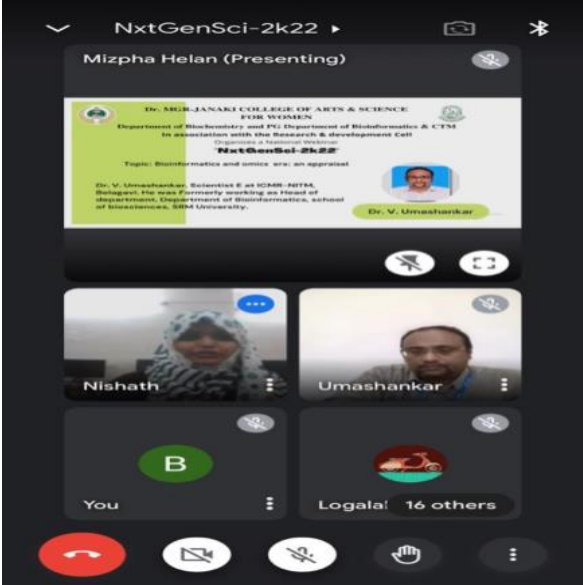 NxtGenSci-2k22
Mizpha Helan (Presenting)
Dr. MGR-JANAKI COLLEGE OF ARTS & SCIENCE
FOR WOMEN
Department of Biochemistry and PG Department of Bioinformatics & CTM
in association with the Research & development Cell
Organises a National Webinar
NxtGenSci-2k22
Topic: Bioinformatics and omics era: an appraisal
Dr. V. Umashankar, Scientist E at ICMR-NITM,
Belagavi. He was Formerly working as Head of
department, Department of Bioinformatics, school
of biosciences, SRM University.
Dr. V. Umashankar
Nishath
Umashankar
B
You
Logala
16 others